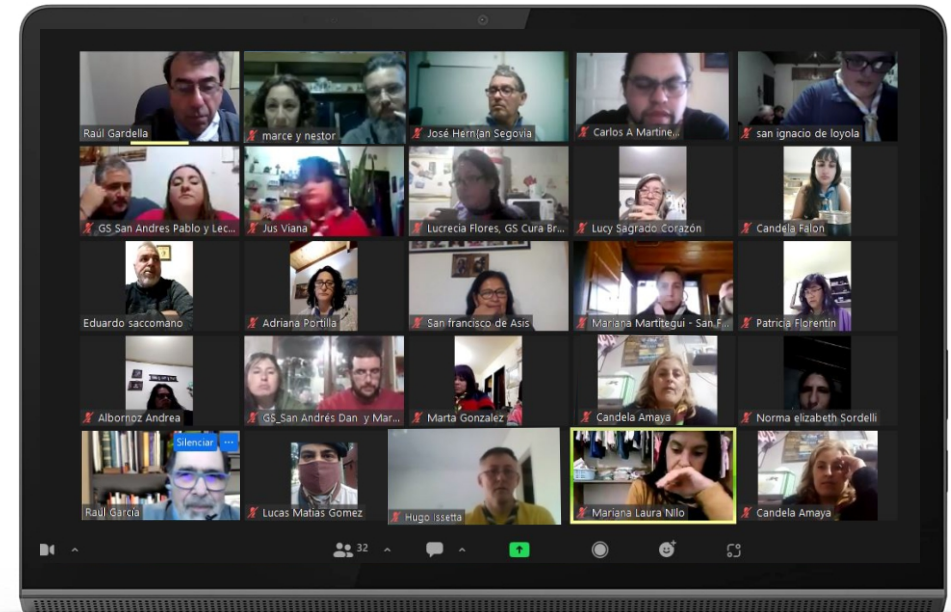 Raúl Gardella
marce y nestor
José Hern(an Segovia
Carlos A Martine...
san ignacio de loyola
GS_San Andres Pablo y Lec...
Jus Viana
Lucrecia Flores, GS Cura Br...
Lucy Sagrado Corazón
Candela Falon
Eduardo saccomano
Adriana Portilla
San francisco de Asis
Mariana Martitegui - San F...
Patricia Florentin
Albornoz Andrea
GS_San Andrés Dan y Mar...
Marta Gonzalez
Candela Amaya
Norma elizabeth Sordelli
Silenciar ...
Raúl García
Lucas Matias Gomez
Hugo Issetta
Mariana Laura Nilo
Candela Amaya
32